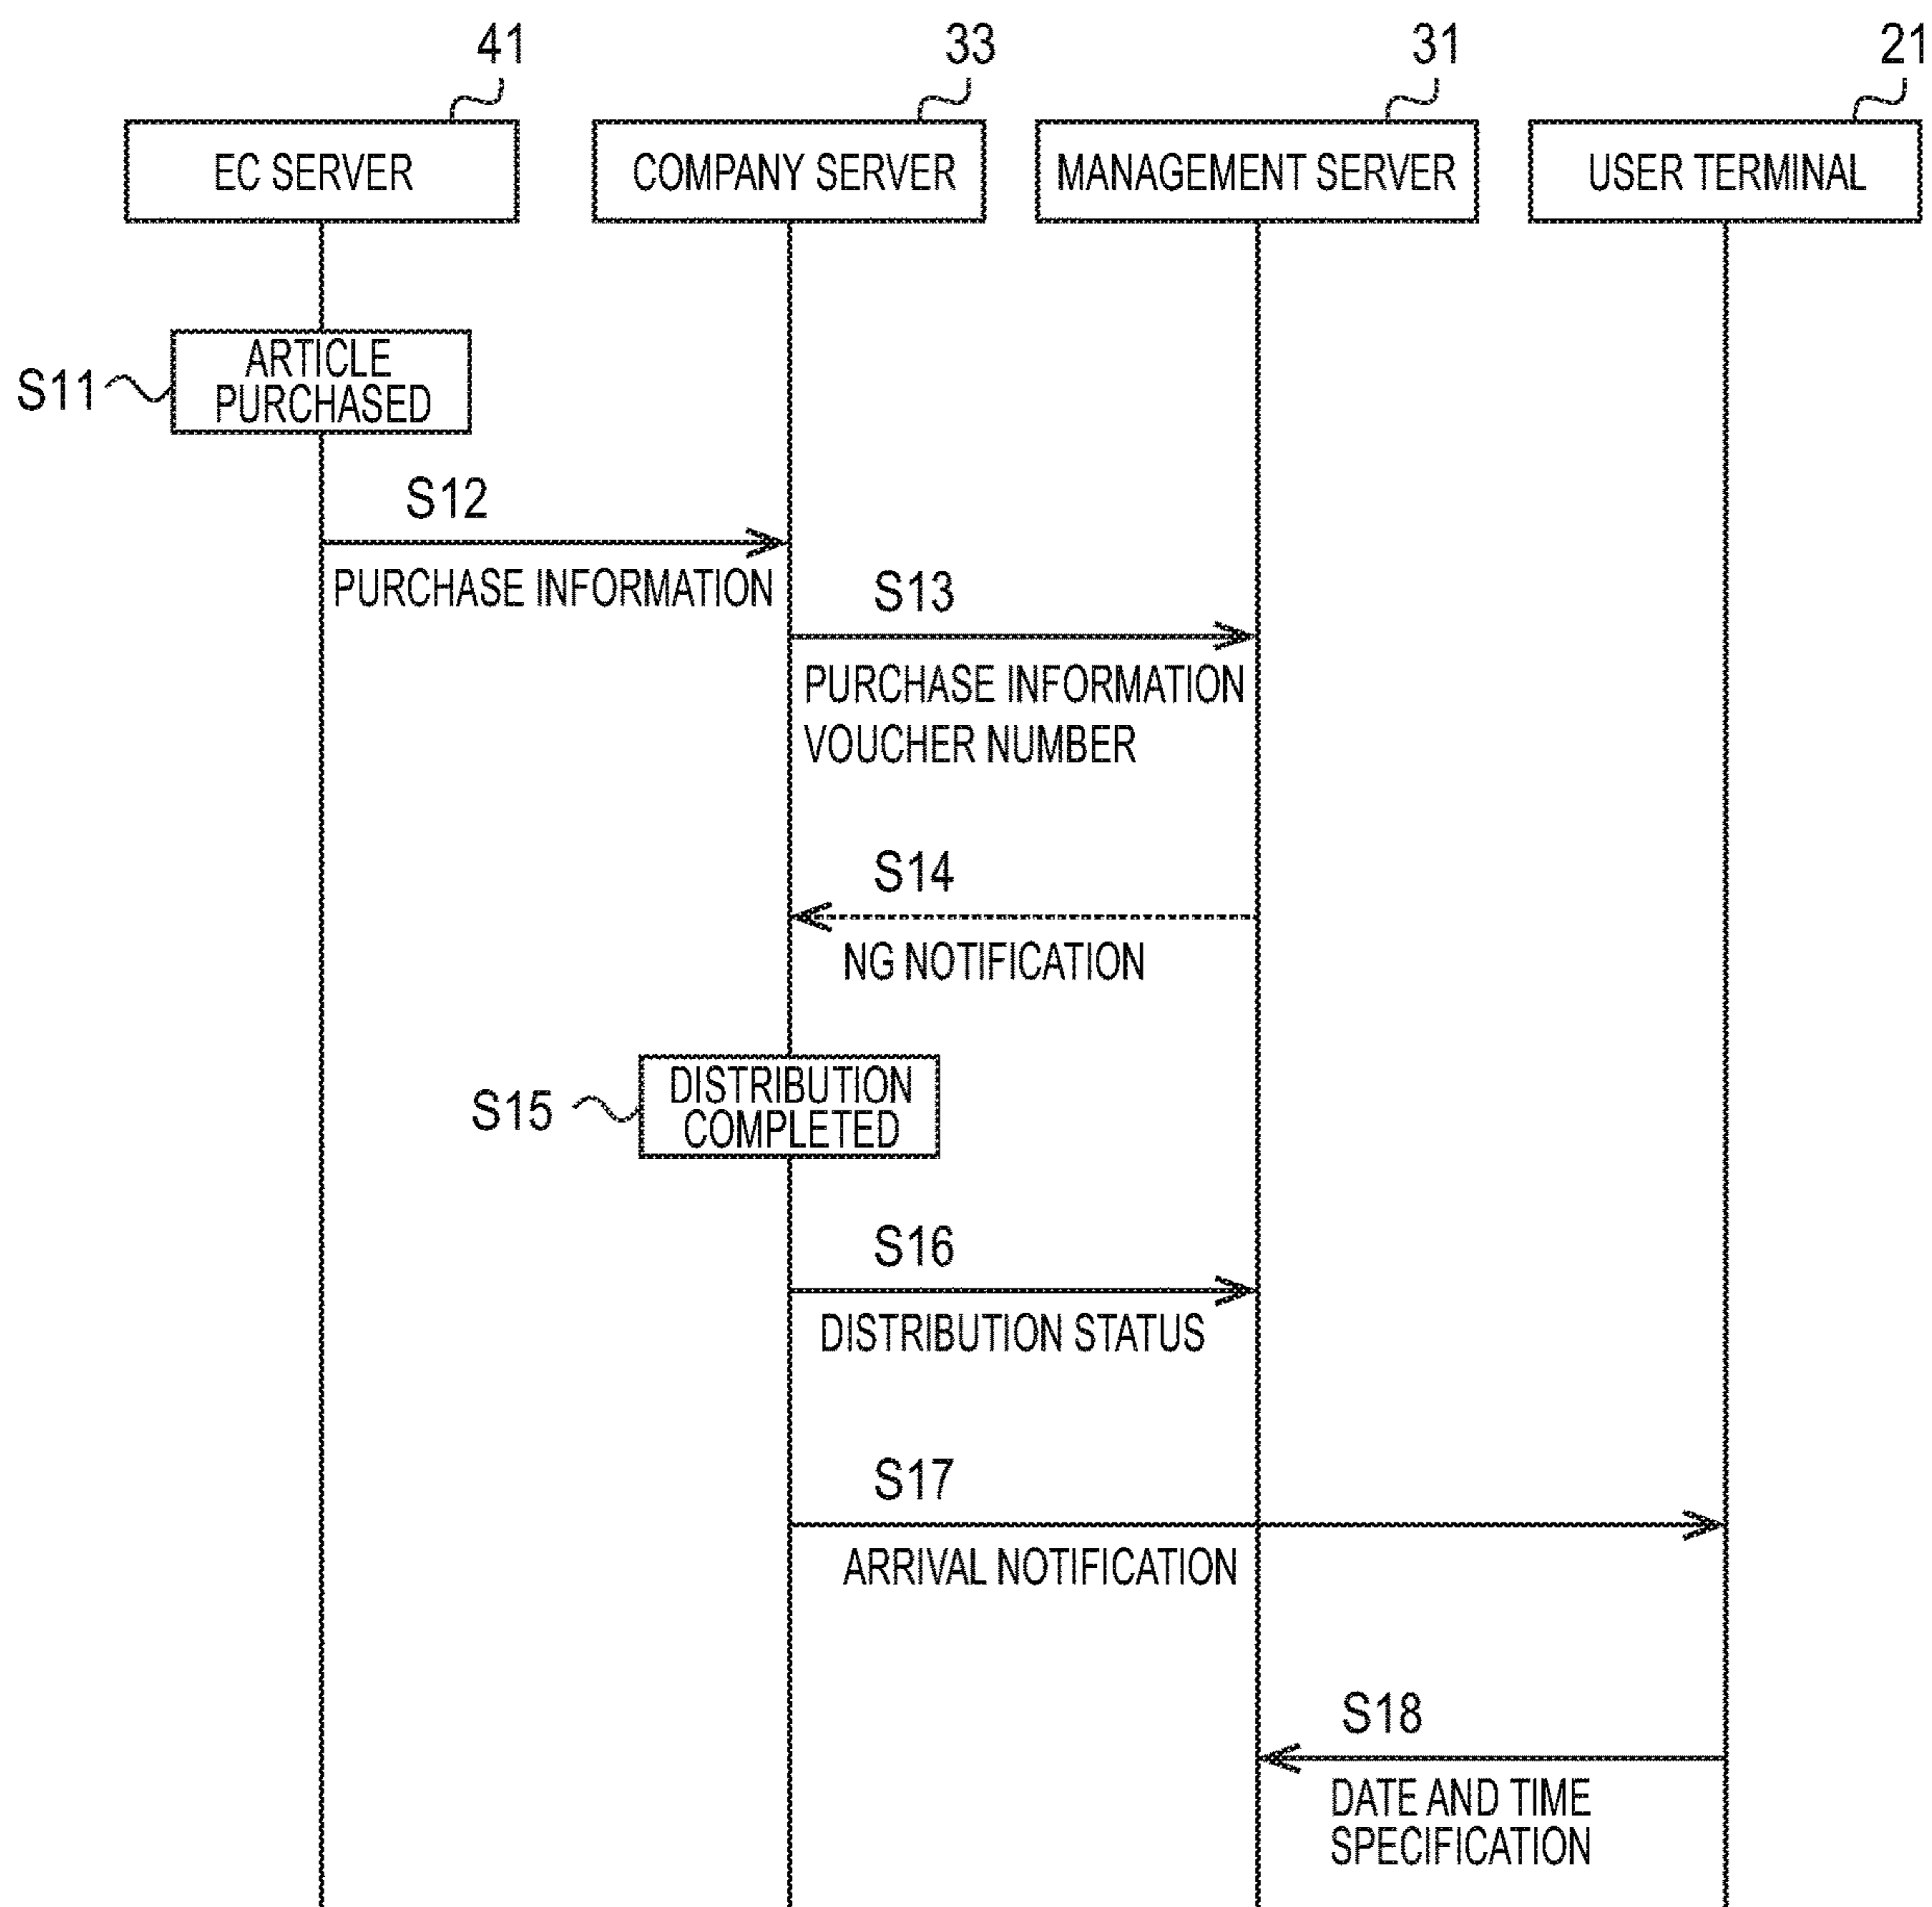 41
33
31
21
EC SERVER
COMPANY SERVER
MANAGEMENT SERVER
USER TERMINAL
S11
ARTICLE
PURCHASED
S12
PURCHASE INFORMATION
S13
PURCHASE INFORMATION
VOUCHER NUMBER
S14
NG NOTIFICATION
S15
DISTRIBUTION
COMPLETED
S16
DISTRIBUTION STATUS
S17
ARRIVAL NOTIFICATION
S18
DATE AND TIME
SPECIFICATION